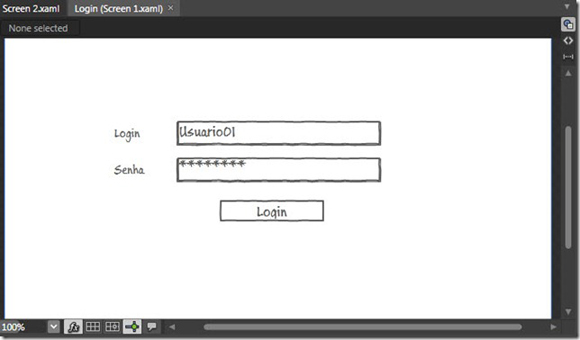 Screen 2.xaml Login (Screen 1.xaml) ×
None selected
Login Usuario01
Senha ********
Login
100%